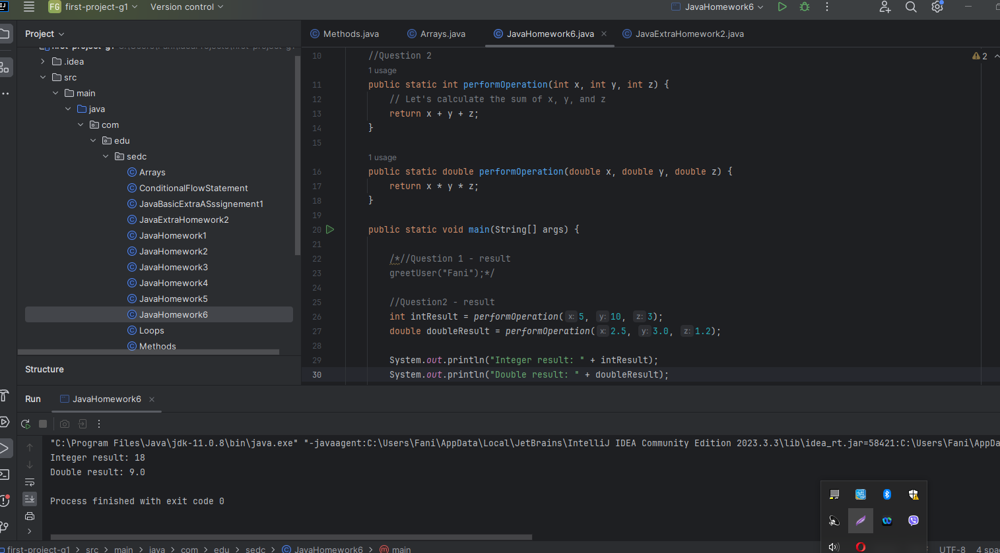 FG first-project-g1 Version control JavaHomework6
Project
Methods.java Arrays.java JavaHomework6.java JavaExtraHomework2.java
.idea
src
main
java
com
edu
sedc
Arrays
ConditionalFlowStatement
JavaBasicExtraASssignement1
JavaExtraHomework2
JavaHomework1
JavaHomework2
JavaHomework3
JavaHomework4
JavaHomework5
JavaHomework6
Loops
Methods
Structure
2
10 //Question 2
1 usage
11 public static int performOperation(int x, int y, int z) {
12 // Let's calculate the sum of x, y, and z
13 return x + y + z;
14 }
15
1 usage
16 public static double performOperation(double x, double y, double z) {
17 return x * y * z;
18 }
19
20 public static void main(String[] args) {
21
22 /*//Question 1 - result
23 greetUser("Fani");*/
24
25 //Question2 - result
26 int intResult = performOperation( x: 5, y: 10, z: 3);
27 double doubleResult = performOperation( x: 2.5, y: 3.0, z: 1.2);
28
29 System.out.println("Integer result: " + intResult);
30 System.out.println("Double result: " + doubleResult);
Run JavaHomework6
"C:\Program Files\Java\jdk-11.0.8\bin\java.exe" "-javaagent:C:\Users\Fani\AppData\Local\JetBrains\IntelliJ IDEA Community Edition 2023.3.3\lib\idea_rt.jar=58421:C:\Users\Fani\AppDa
Integer result: 18
Double result: 9.0
Process finished with exit code 0
first-project-g1 > src > main > java > com > edu > sedc > JavaHomework6 > main UTF-8 4 spac